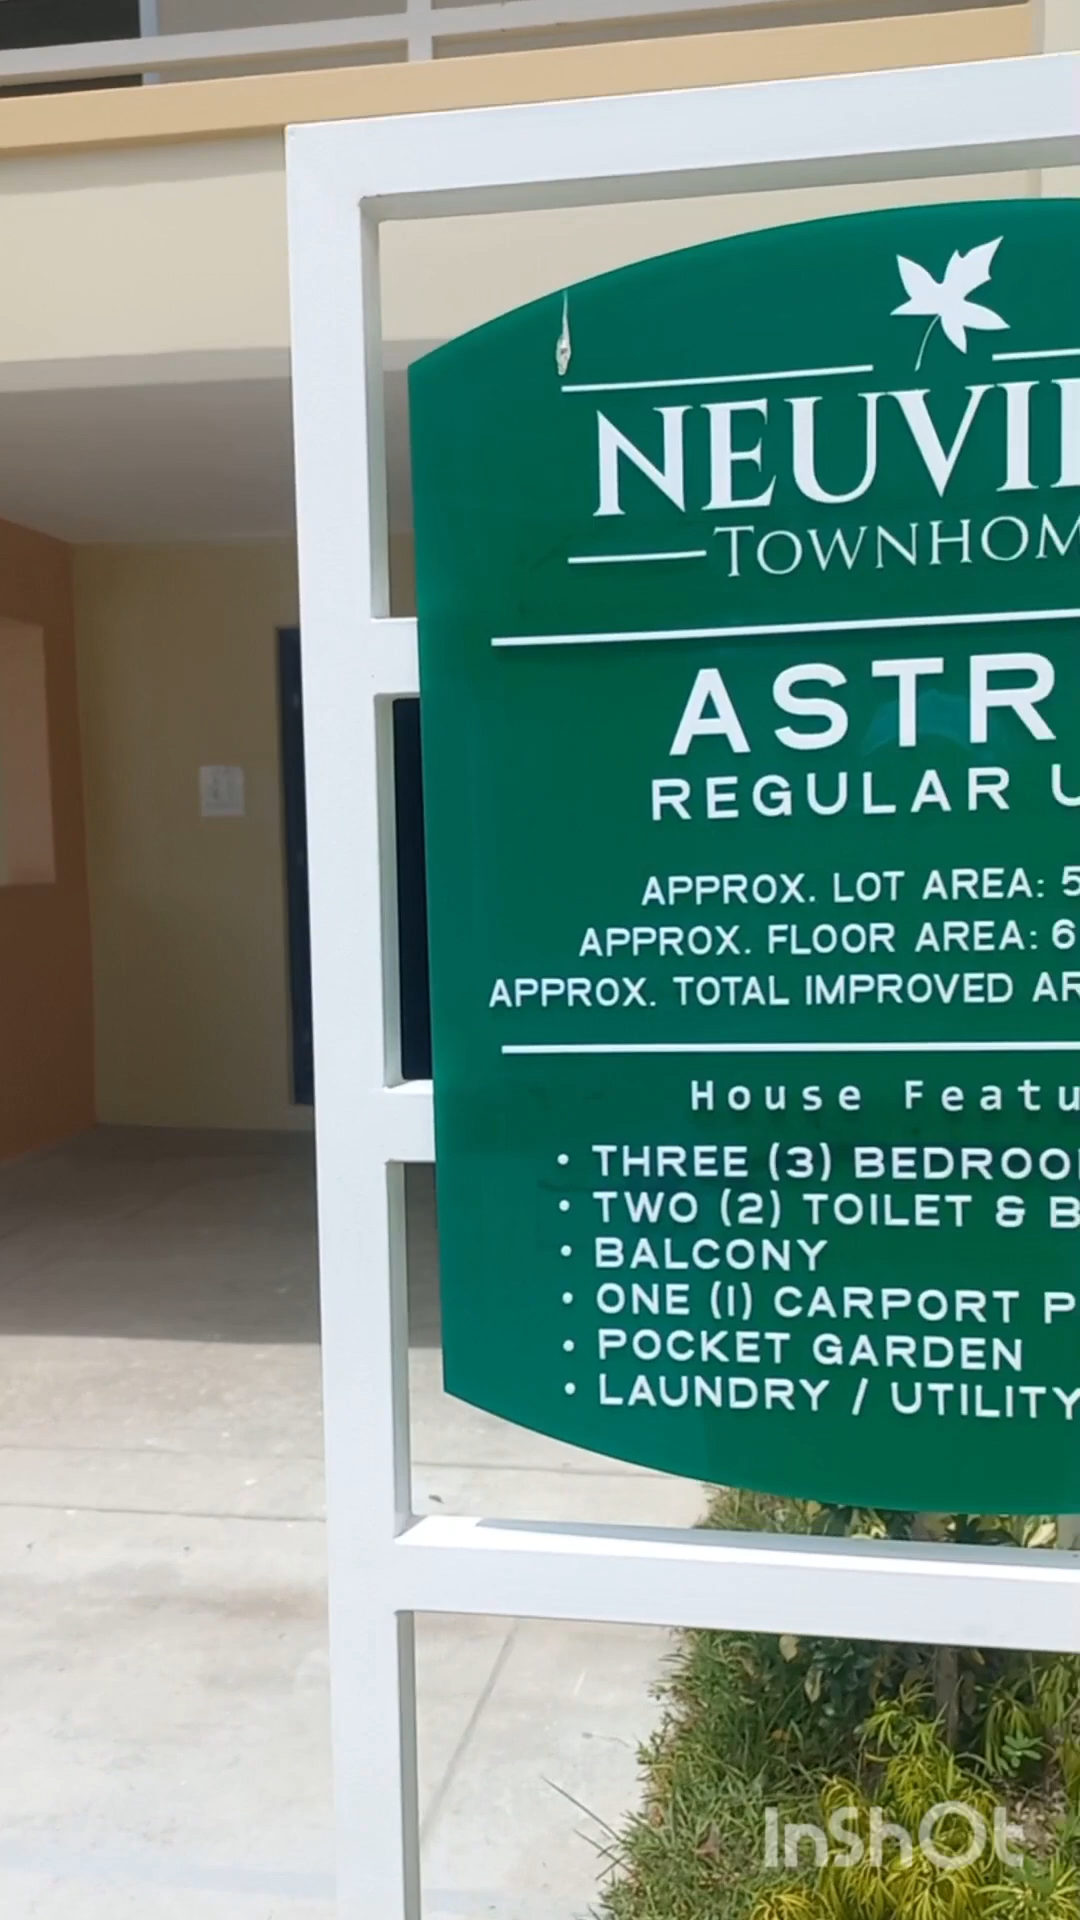 NEUVI
TOWNHOM
ASTR
REGULAR U
APPROX. LOT AREA: 5
APPROX. FLOOR AREA: 6
APPROX. TOTAL IMPROVED AR
House Featu
• THREE (3) BEDROO
• TWO (2) TOILET & B
• BALCONY
• ONE (1) CARPORT P
• POCKET GARDEN
• LAUNDRY / UTILITY
InShOt